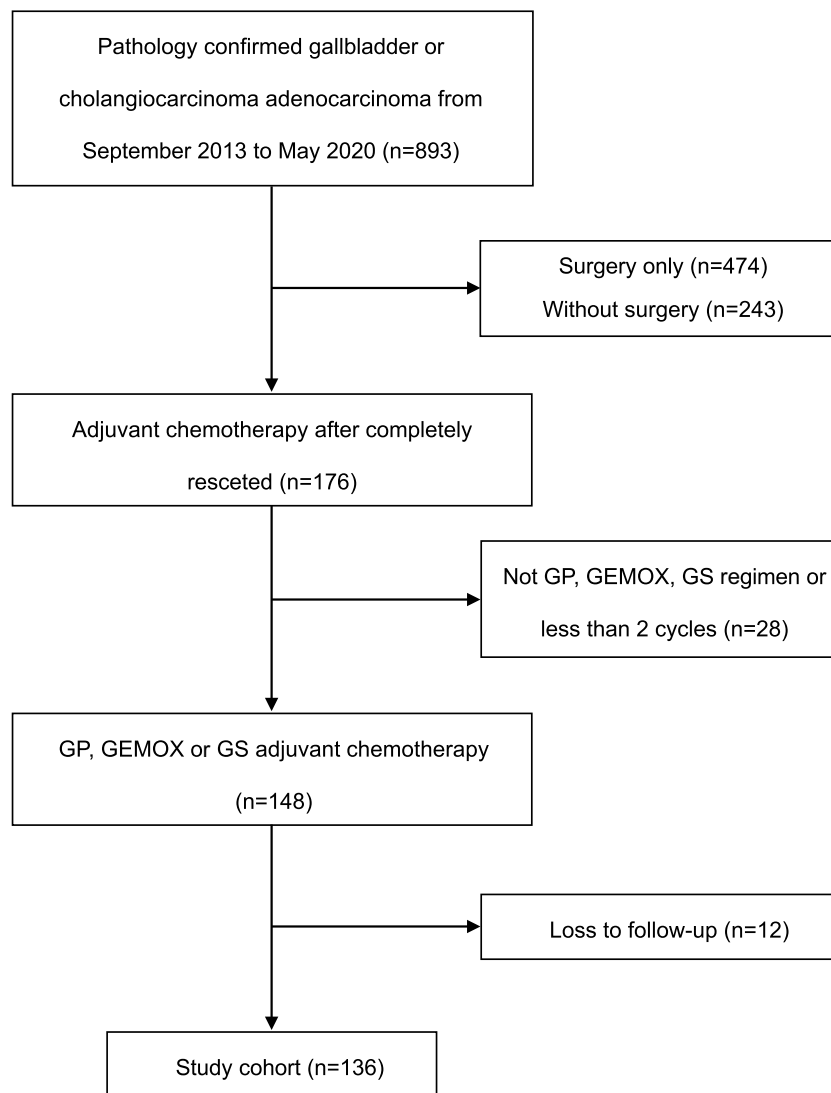 Pathology confirmed gallbladder or
cholangiocarcinoma adenocarcinoma from
September 2013 to May 2020 (n=893)
Surgery only (n=474)
Without surgery (n=243)
Adjuvant chemotherapy after completely
resceted (n=176)
Not GP, GEMOX, GS regimen or
less than 2 cycles (n=28)
GP, GEMOX or GS adjuvant chemotherapy
(n=148)
Loss to follow-up (n=12)
Study cohort (n=136)